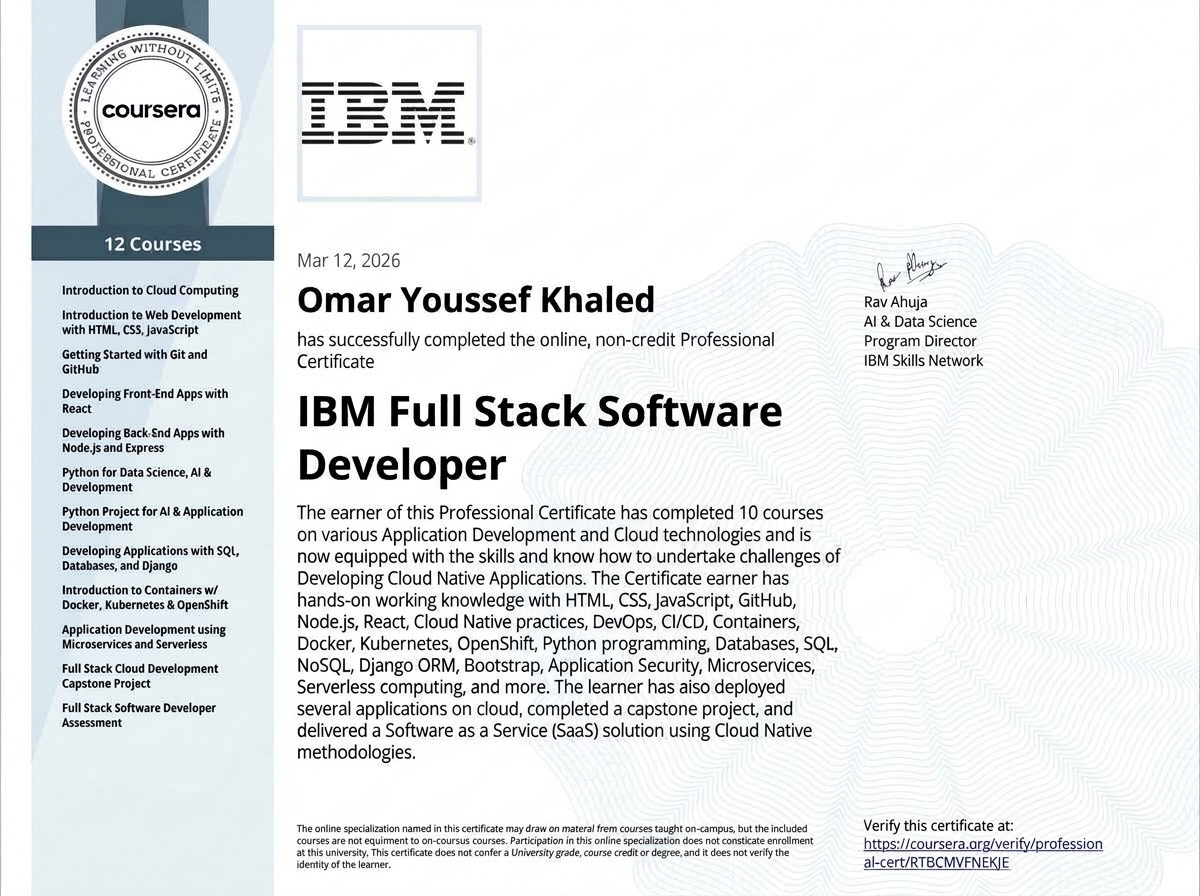 LEARNING WITHOUT LIMITS
coursera
PROFESSIONAL CERTIFICATE
12 Courses
Introduction to Cloud Computing
Introduction to Web Development
with HTML, CSS, JavaScript
Getting Started with Git and
GitHub
Developing Front-End Apps with
React
Developing Back-End Apps with
Node.js and Express
Python for Data Science, AI &
Development
Python Project for AI & Application
Development
Developing Applications with SQL,
Databases, and Django
Introduction to Containers w/
Docker, Kubernetes & OpenShift
Application Development using
Microservices and Serverless
Full Stack Cloud Development
Capstone Project
Full Stack Software Developer
Assessment
IBM®
Mar 12, 2026
Omar Youssef Khaled
has successfully completed the online, non-credit Professional
Certificate
IBM Full Stack Software
Developer
The earner of this Professional Certificate has completed 10 courses
on various Application Development and Cloud technologies and is
now equipped with the skills and know how to undertake challenges of
Developing Cloud Native Applications. The Certificate earner has
hands-on working knowledge with HTML, CSS, JavaScript, GitHub,
Node.js, React, Cloud Native practices, DevOps, CI/CD, Containers,
Docker, Kubernetes, OpenShift, Python programming, Databases, SQL,
NoSQL, Django ORM, Bootstrap, Application Security, Microservices,
Serverless computing, and more. The learner has also deployed
several applications on cloud, completed a capstone project, and
delivered a Software as a Service (SaaS) solution using Cloud Native
methodologies.
The online specialization named in this certificate may draw on materal frem courses taught on-campus, but the included
courses are not equiment to on-coursus courses. Participation in this online specialization does not consticate enrollment
at this university. This certificate does not confer a University grade, course credit or degree, and it does not verify the
identity of the learner.
Rav Ahuja
AI & Data Science
Program Director
IBM Skills Network
Verify this certificate at:
https://coursera.org/verify/profession
al-cert/RTBCMVFNEKJE